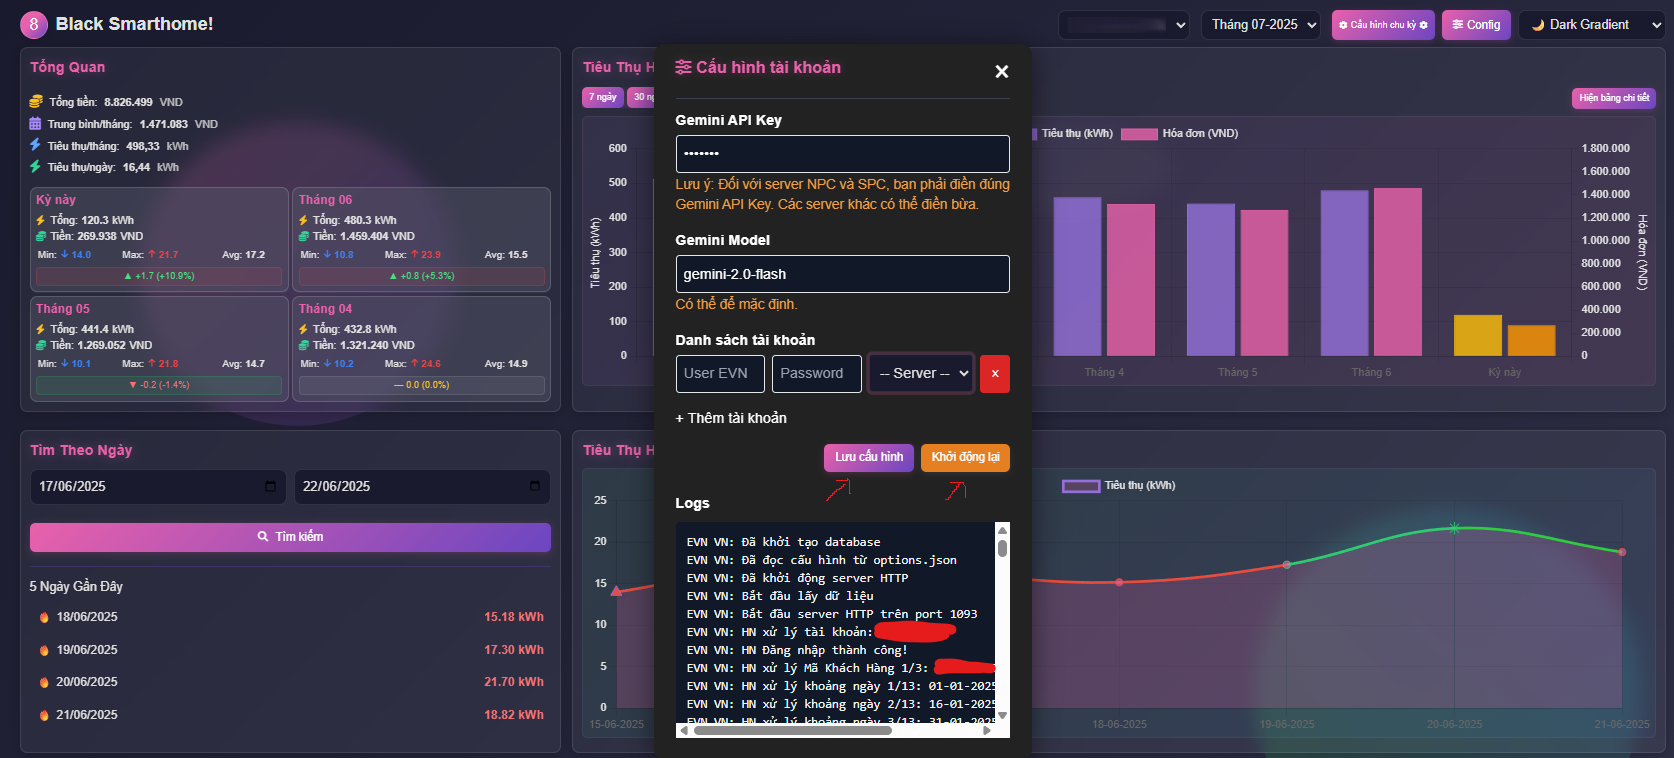 8 Black Smarthome!
Tháng 07-2025
Cấu hình chu kỳ
Config
🌙 Dark Gradient
Tổng Quan
Tổng tiền: 8.826.499 VND
Trung bình/tháng: 1.471.083 VND
Tiêu thụ/tháng: 498,33 kWh
Tiêu thụ/ngày: 16,44 kWh
Kỳ này
Tổng: 120.3 kWh
Tiền: 269.938 VND
Min: ↓ 14.0 Max: ↑ 21.7 Avg: 17.2
▲ +1.7 (+10.9%)
Tháng 06
Tổng: 480.3 kWh
Tiền: 1.459.404 VND
Min: ↓ 10.8 Max: ↑ 23.9 Avg: 15.5
▲ +0.8 (+5.3%)
Tháng 05
Tổng: 441.4 kWh
Tiền: 1.269.052 VND
Min: ↓ 10.1 Max: ↑ 21.8 Avg: 14.7
▼ -0.2 (-1.4%)
Tháng 04
Tổng: 432.8 kWh
Tiền: 1.321.240 VND
Min: ↓ 10.2 Max: ↑ 24.6 Avg: 14.9
— 0.0 (0.0%)
Tiêu Thụ H
7 ngày
30 ng
Hiện bảng chi tiết
Tiêu thụ (kWh)
Hóa đơn (VND)
600
500
400
300
200
100
0
Tiêu thụ (kWh)
1.800.000
1.600.000
1.400.000
1.200.000
1.000.000
800.000
600.000
400.000
200.000
0
Hóa đơn (VND)
Tháng 4
Tháng 5
Tháng 6
Kỳ này
Cấu hình tài khoản
×
Gemini API Key
•••••••
Lưu ý: Đối với server NPC và SPC, bạn phải điền đúng
Gemini API Key. Các server khác có thể điền bừa.
Gemini Model
gemini-2.0-flash
Có thể để mặc định.
Danh sách tài khoản
User EVN
Password
-- Server --
×
+ Thêm tài khoản
Lưu cấu hình
Khởi động lại
Logs
EVN VN: Đã khởi tạo database
EVN VN: Đã đọc cấu hình từ options.json
EVN VN: Đã khởi động server HTTP
EVN VN: Bắt đầu lấy dữ liệu
EVN VN: Bắt đầu server HTTP trên port 1093
EVN VN: HN xử lý tài khoản:
EVN VN: HN Đăng nhập thành công!
EVN VN: HN xử lý Mã Khách Hàng 1/3:
EVN VN: HN xử lý khoảng ngày 1/13: 01-01-2025
EVN VN: HN xử lý khoảng ngày 2/13: 16-01-2025
EVN VN: HN xử lý khoảng ngày 3/13: 31-01-2025
Tìm Theo Ngày
17/06/2025
22/06/2025
Tìm kiếm
5 Ngày Gần Đây
18/06/2025 15.18 kWh
19/06/2025 17.30 kWh
20/06/2025 21.70 kWh
21/06/2025 18.82 kWh
Tiêu Thụ H
Tiêu thụ (kWh)
25
20
15
10
5
0
15-06-2025
18-06-2025
19-06-2025
20-06-2025
21-06-2025